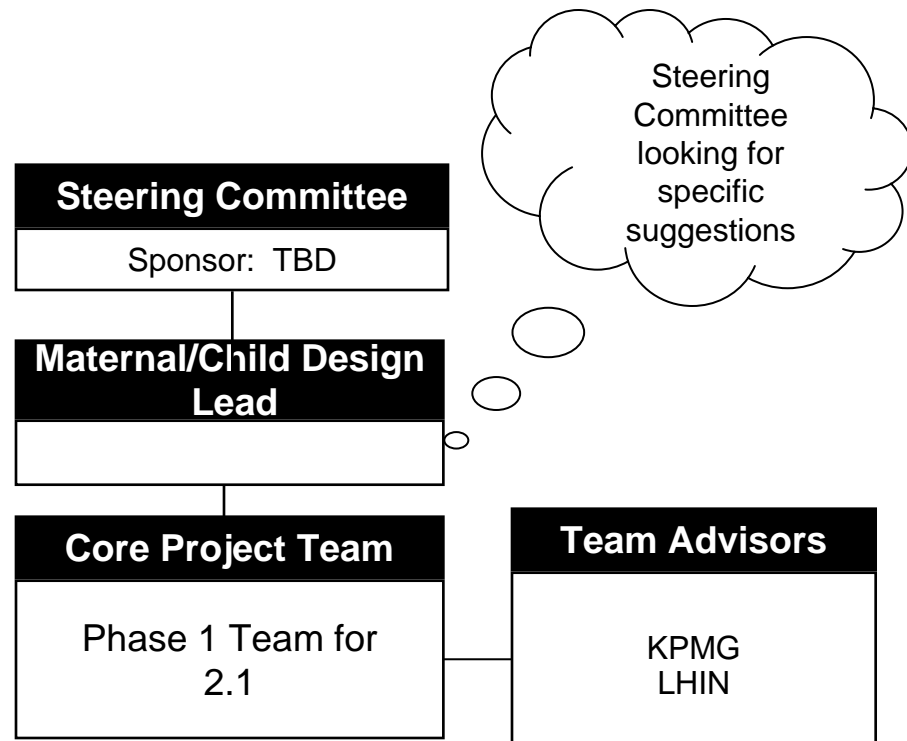 Steering
Committee
looking for
specific
suggestions
Steering Committee
Sponsor: TBD
Maternal/Child Design
Lead
Core Project Team
Phase 1 Team for
2.1
Team Advisors
KPMG
LHIN